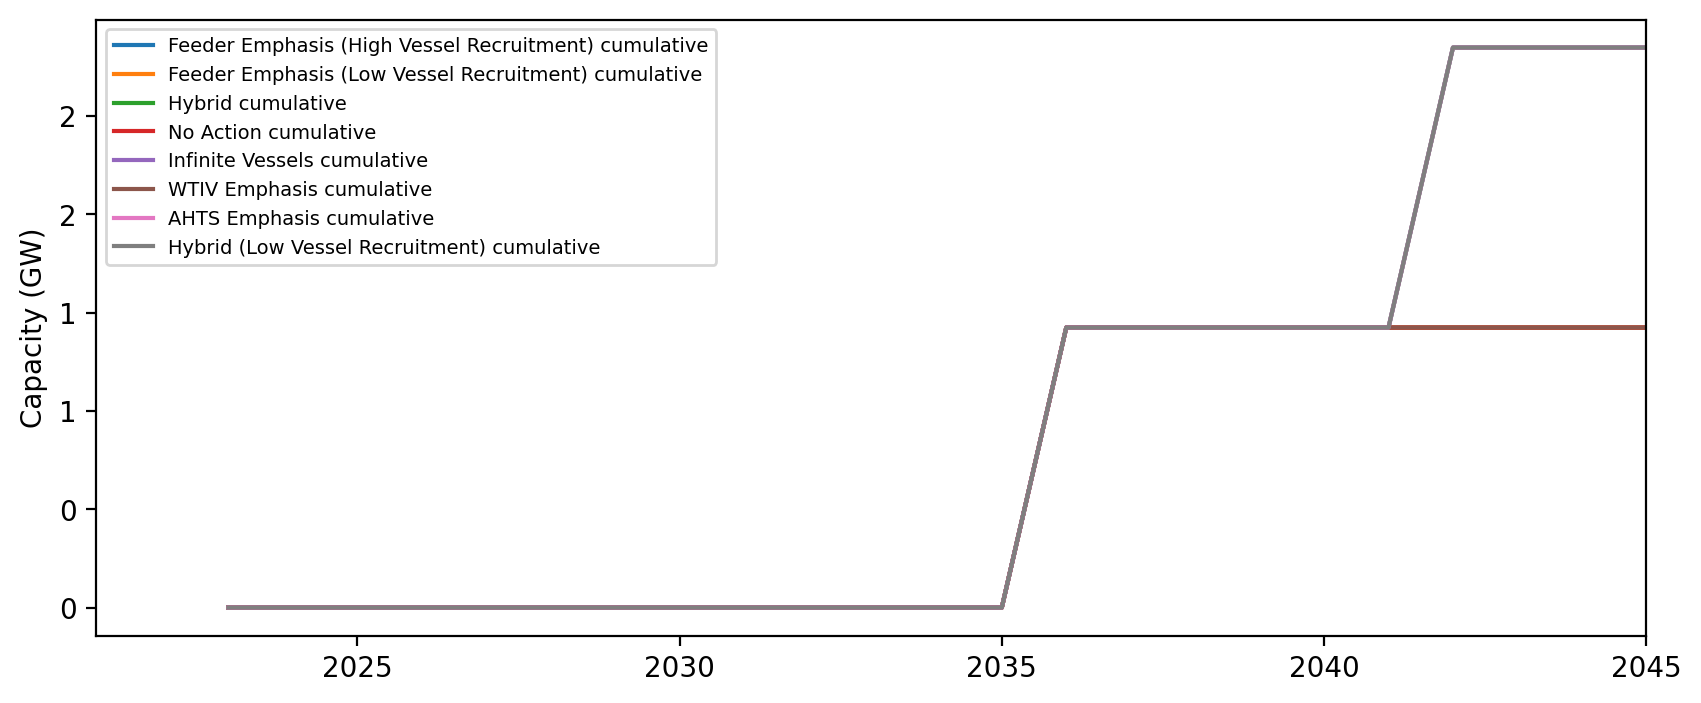 Feeder Emphasis (High Vessel Recruitment) cumulative
Feeder Emphasis (Low Vessel Recruitment) cumulative
Hybrid cumulative
No Action cumulative
Infinite Vessels cumulative
WTIV Emphasis cumulative
AHTS Emphasis cumulative
Hybrid (Low Vessel Recruitment) cumulative
Capacity (GW)
2
2
1
1
0
0
2025 2030 2035 2040 2045